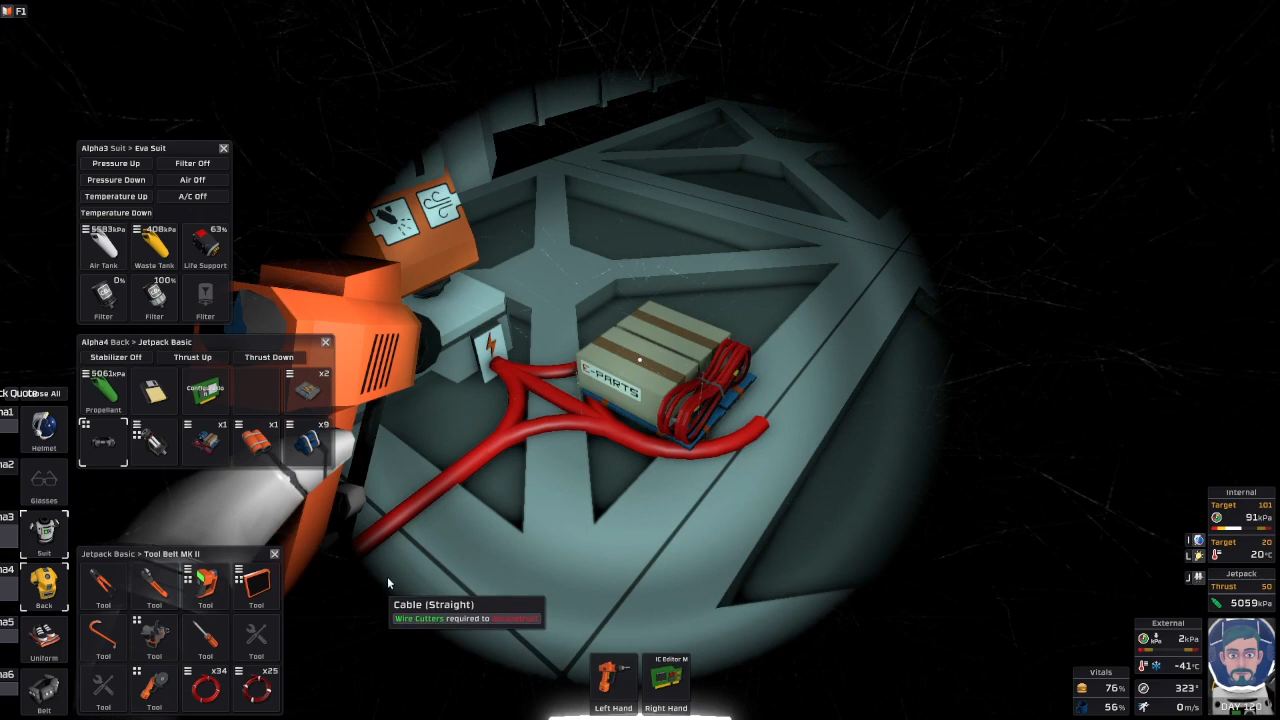 F1
Alpha3 Suit > Eva Suit
Pressure Up Filter Off
Pressure Down Air Off
Temperature Up A/C Off
Temperature Down
5583kPa -408kPa 63%
Air Tank Waste Tank Life Support
0% 100%
Filter Filter Filter
Alpha4 Back > Jetpack Basic
Stabilizer Off Thrust Up Thrust Down
5061kPa x2
Propellant
x1 x1 x9
Helmet
Glasses
Suit
Back
Uniform
Belt
Jetpack Basic > Tool Belt MK II
Tool Tool Tool Tool
Tool Tool Tool Tool
x34 x25
Tool Tool
E-PARTS
Cable (Straight)
Wire Cutters required to deconstruct
IC Editor M
Left Hand Right Hand
Internal
Target 101
91kPa
Target 20
20°C
Jetpack
Thrust 50
5059kPa
External
kPa 2kPa
-41°C
323°
0m/s
Vitals
76%
56%
DAY 120